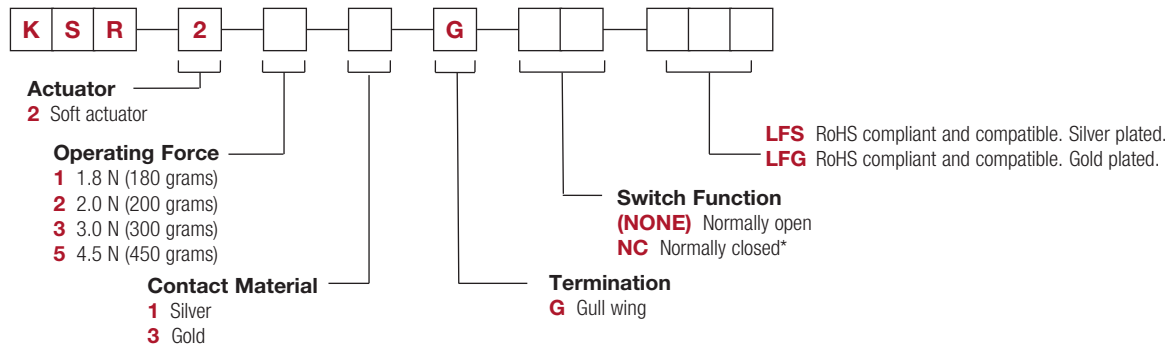 K S R 2 G
Actuator
2 Soft actuator
Operating Force
1 1.8 N (180 grams)
2 2.0 N (200 grams)
3 3.0 N (300 grams)
5 4.5 N (450 grams)
Contact Material
1 Silver
3 Gold
Termination
G Gull wing
Switch Function
(NONE) Normally open
NC Normally closed*
LFS RoHS compliant and compatible. Silver plated.
LFG RoHS compliant and compatible. Gold plated.